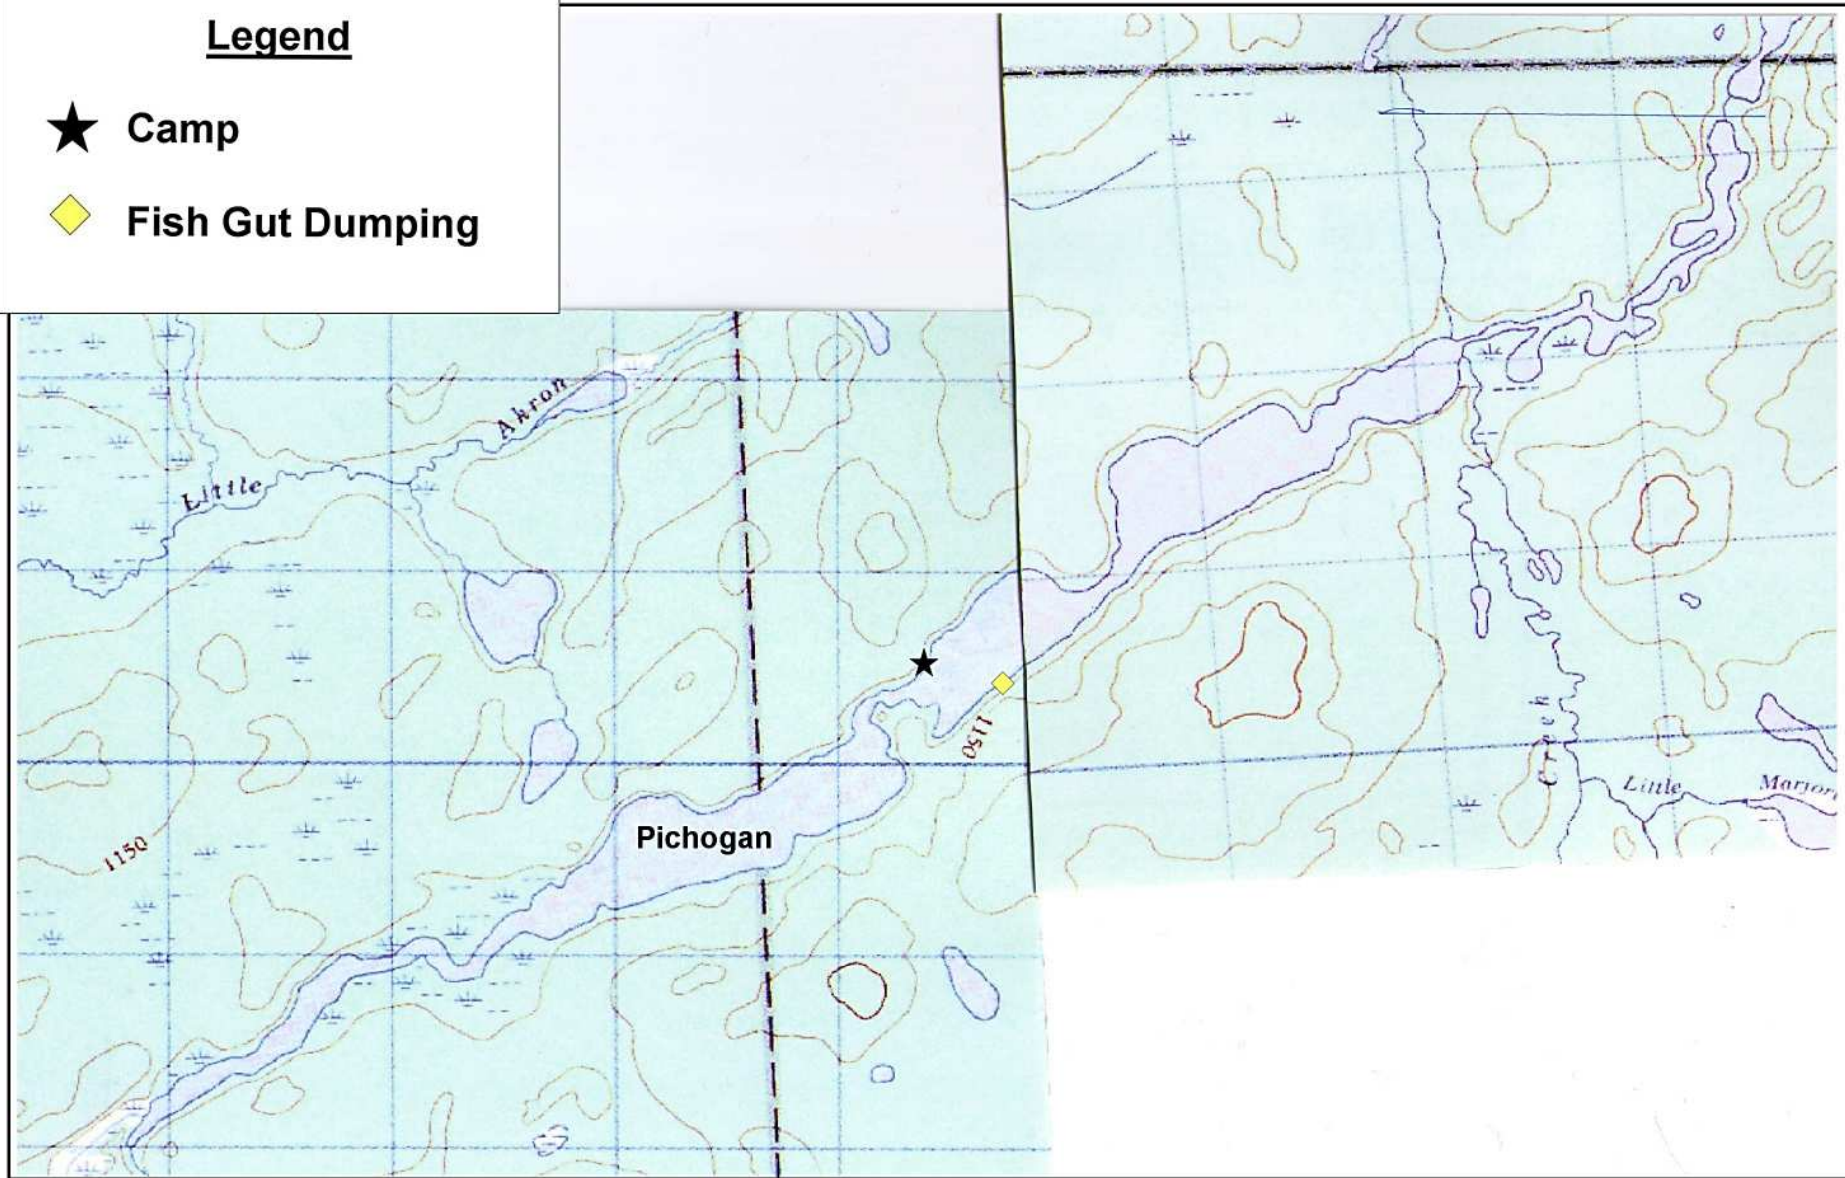 Legend
Camp
Fish Gut Dumping
Little Akron
1150
Pichogan
1150
Creek
Little